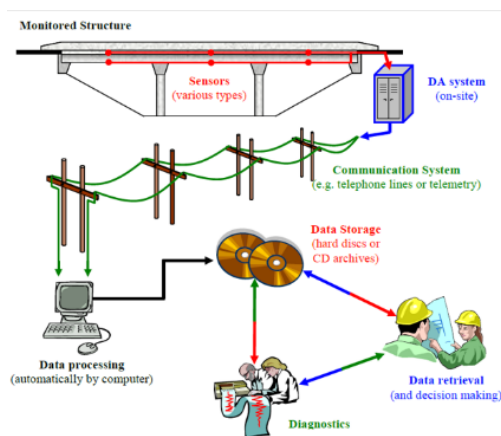 Monitored Structure
Sensors
(various types)
DA system
(on-site)
Communication System
(e.g. telephone lines or telemetry)
Data Storage
(hard discs or
CD archives)
Data processing
(automatically by computer)
Data retrieval
(and decision making)
Diagnostics